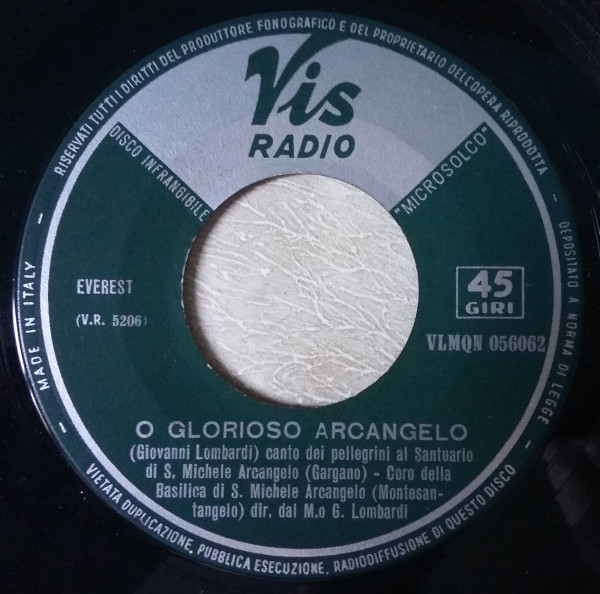 RISERVATI TUTTI I DIRITTI DEL PRODUTTORE FONOGRAFICO E DEL PROPRIETARIO DELL'OPERA RIPRODOTTA
Vis
RADIO
DISCO INFRANGIBILE
"MICROSOLCO"
EVEREST
(V.R. 5206)
45
GIRI
VLMQN 056062
O GLORIOSO ARCANGELO
(Giovanni Lombardi) canto dei pellegrini al Santuario
di S. Michele Arcangelo (Gargano) - Coro della
Basilica di S. Michele Arcangelo (Montesan-
tangelo) dir. dal M.o G. Lombardi
MADE IN ITALY
DEPOSITATO A NORMA DI LEGGE -
VIETATA DUPLICAZIONE, PUBBLICA ESECUZIONE, RADIODIFFUSIONE DI QUESTO DISCO